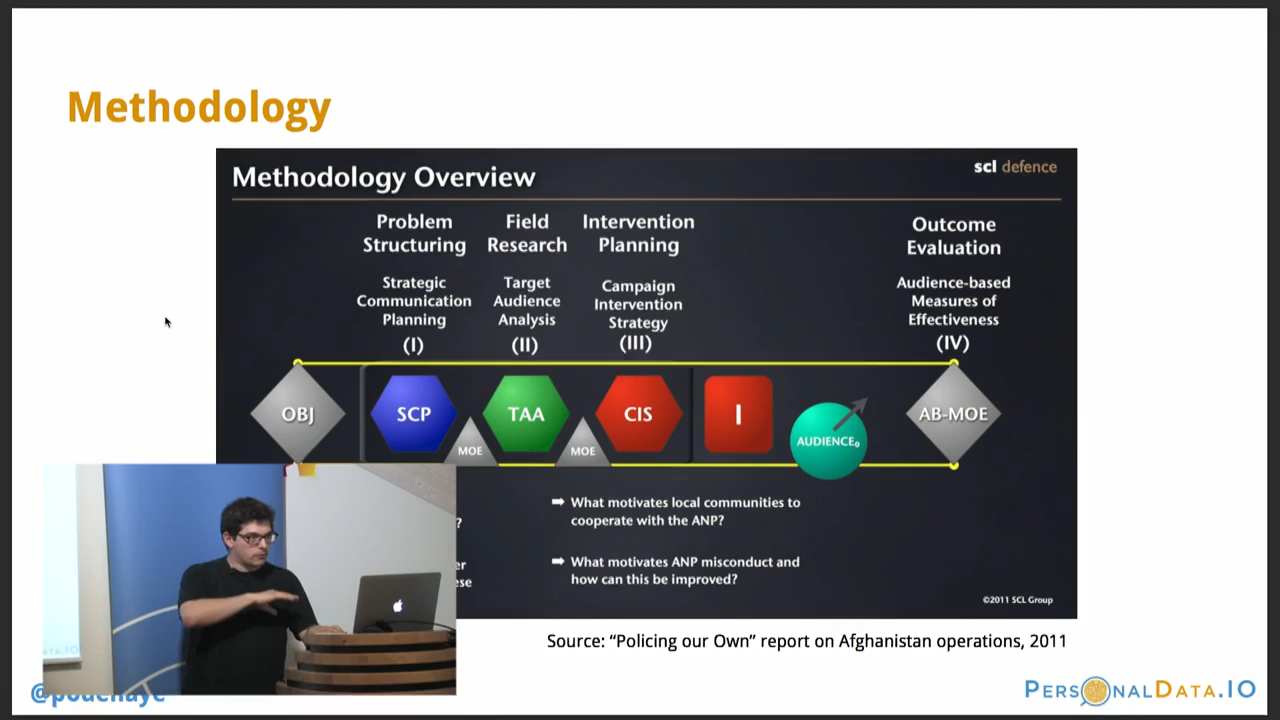 Methodology
Methodology Overview
scl defence
Problem
Structuring
Field
Research
Intervention
Planning
Outcome
Evaluation
Strategic
Communication
Planning
(I)
Target
Audience
Analysis
(II)
Campaign
Intervention
Strategy
(III)
Audience-based
Measures of
Effectiveness
(IV)
OBJ
SCP
MOE
TAA
MOE
CIS
I
AUDIENCE₀
AB-MOE
?
What motivates local communities to
cooperate with the ANP?
What motivates ANP misconduct and
how can this be improved?
©2011 SCL Group
Source: “Policing our Own” report on Afghanistan operations, 2011
PERSONALDATA.IO